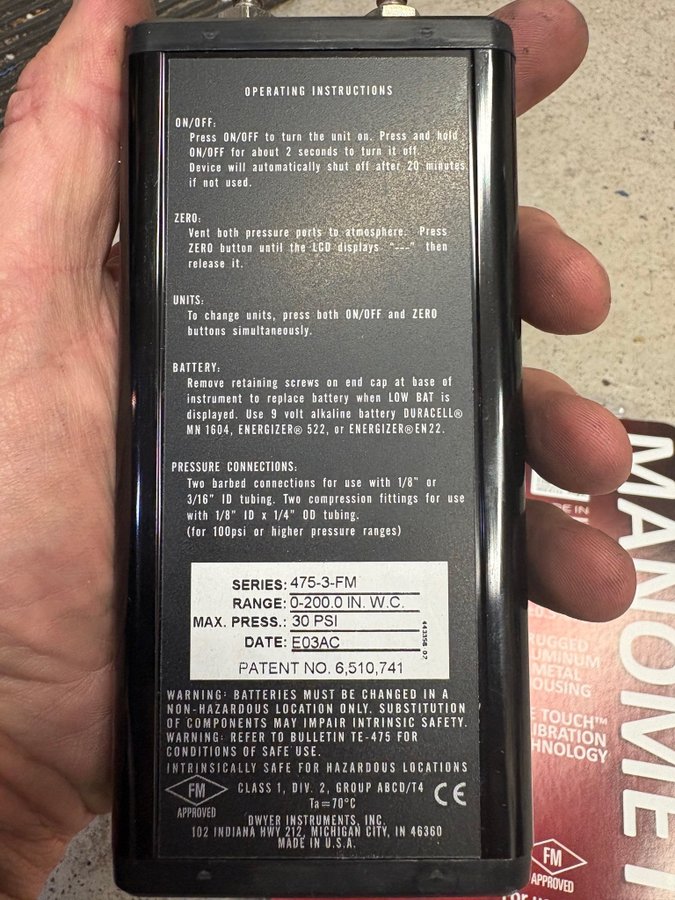 OPERATING INSTRUCTIONS
ON/OFF:
Press ON/OFF to turn the unit on. Press and hold
ON/OFF for about 2 seconds to turn it off.
Device will automatically shut off after 20 minutes
if not used.
ZERO:
Vent both pressure ports to atmosphere. Press
ZERO button until the LCD displays "---" then
release it.
UNITS:
To change units, press both ON/OFF and ZERO
buttons simultaneously.
BATTERY:
Remove retaining screws on end cap at base of
instrument to replace battery when LOW BAT is
displayed. Use 9 volt alkaline battery DURACELL®
MN 1604, ENERGIZER® 522, or ENERGIZER® EN22.
PRESSURE CONNECTIONS:
Two barbed connections for use with 1/8" or
3/16" ID tubing. Two compression fittings for use
with 1/8" ID x 1/4" OD tubing.
(for 100psi or higher pressure ranges)
SERIES: 475-3-FM
RANGE: 0-200.0 IN. W.C.
MAX. PRESS.: 30 PSI
DATE: E03AC
PATENT NO. 6,510,741
WARNING: BATTERIES MUST BE CHANGED IN A
NON-HAZARDOUS LOCATION ONLY. SUBSTITUTION
OF COMPONENTS MAY IMPAIR INTRINSIC SAFETY.
WARNING: REFER TO BULLETIN TE-475 FOR
CONDITIONS OF SAFE USE.
INTRINSICALLY SAFE FOR HAZARDOUS LOCATIONS
FM
APPROVED
CLASS 1, DIV. 2, GROUP ABCD/T4
Ta=70°C
CE
DWYER INSTRUMENTS, INC.
102 INDIANA HWY 212, MICHIGAN CITY, IN 46360
MADE IN U.S.A.
MANOMET
RUGGED
METAL
TOUCH™
FM
APPROVED